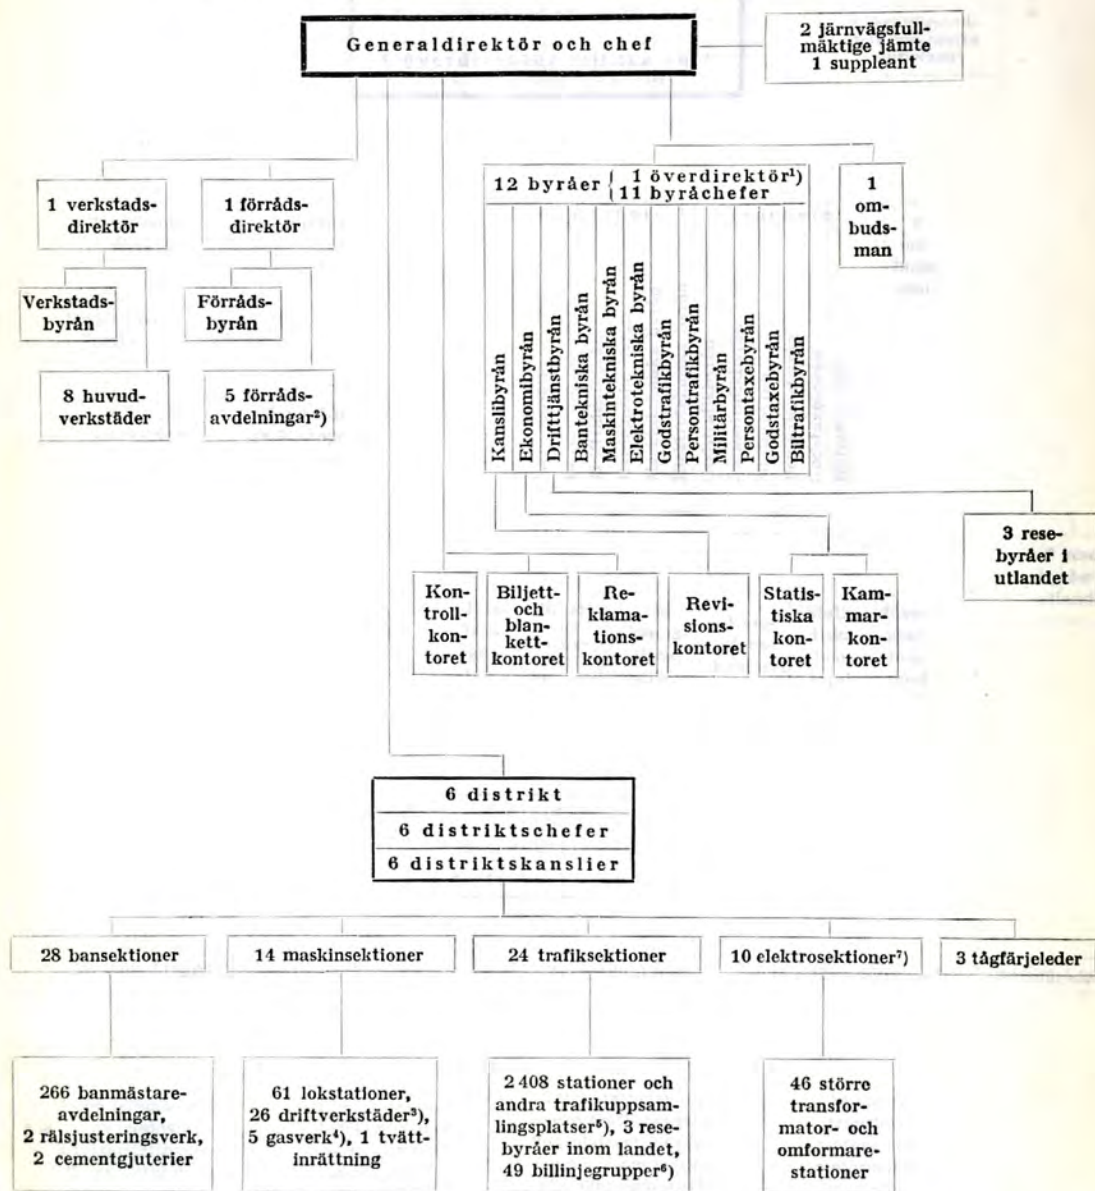 Generaldirektör och chef
2 järnvägsfull-
mäktige jämte
1 suppleant
1 verkstads-
direktör
1 förråds-
direktör
12 byråer { 1 överdirektör¹)
11 byråchefer
1
om-
buds-
man
Verkstads-
byrån
Förråds-
byrån
8 huvud-
verkstäder
5 förråds-
avdelningar²)
Kanslibyrån
Ekonomibyrån
Drifttjänstbyrån
Bantekniska byrån
Maskintekniska byrån
Elektrotekniska byrån
Godstrafikbyrån
Persontrafikbyrån
Militärbyrån
Persontaxebyrån
Godstaxebyrån
Biltrafikbyrån
3 rese-
byråer i
utlandet
Kon-
troll-
kon-
toret
Biljett-
och
blan-
kett-
kontoret
Re-
klama-
tions-
kontoret
Revi-
sions-
kontoret
Statis-
tiska
kon-
toret
Kam-
mar-
kon-
toret
6 distrikt
6 distriktschefer
6 distriktskanslier
28 bansektioner
14 maskinsektioner
24 trafiksektioner
10 elektrosektioner⁷)
3 tågfärjeleder
266 banmästare-
avdelningar,
2 rälsjusteringsverk,
2 cementgjuterier
61 lokstationer,
26 driftverkstäder³),
5 gasverk⁴), 1 tvätt-
inrättning
2 408 stationer och
andra trafikuppsam-
lingsplatser⁵), 3 rese-
byråer inom landet,
49 billinjegrupper⁶)
46 större
transfor-
mator- och
omformare-
stationer